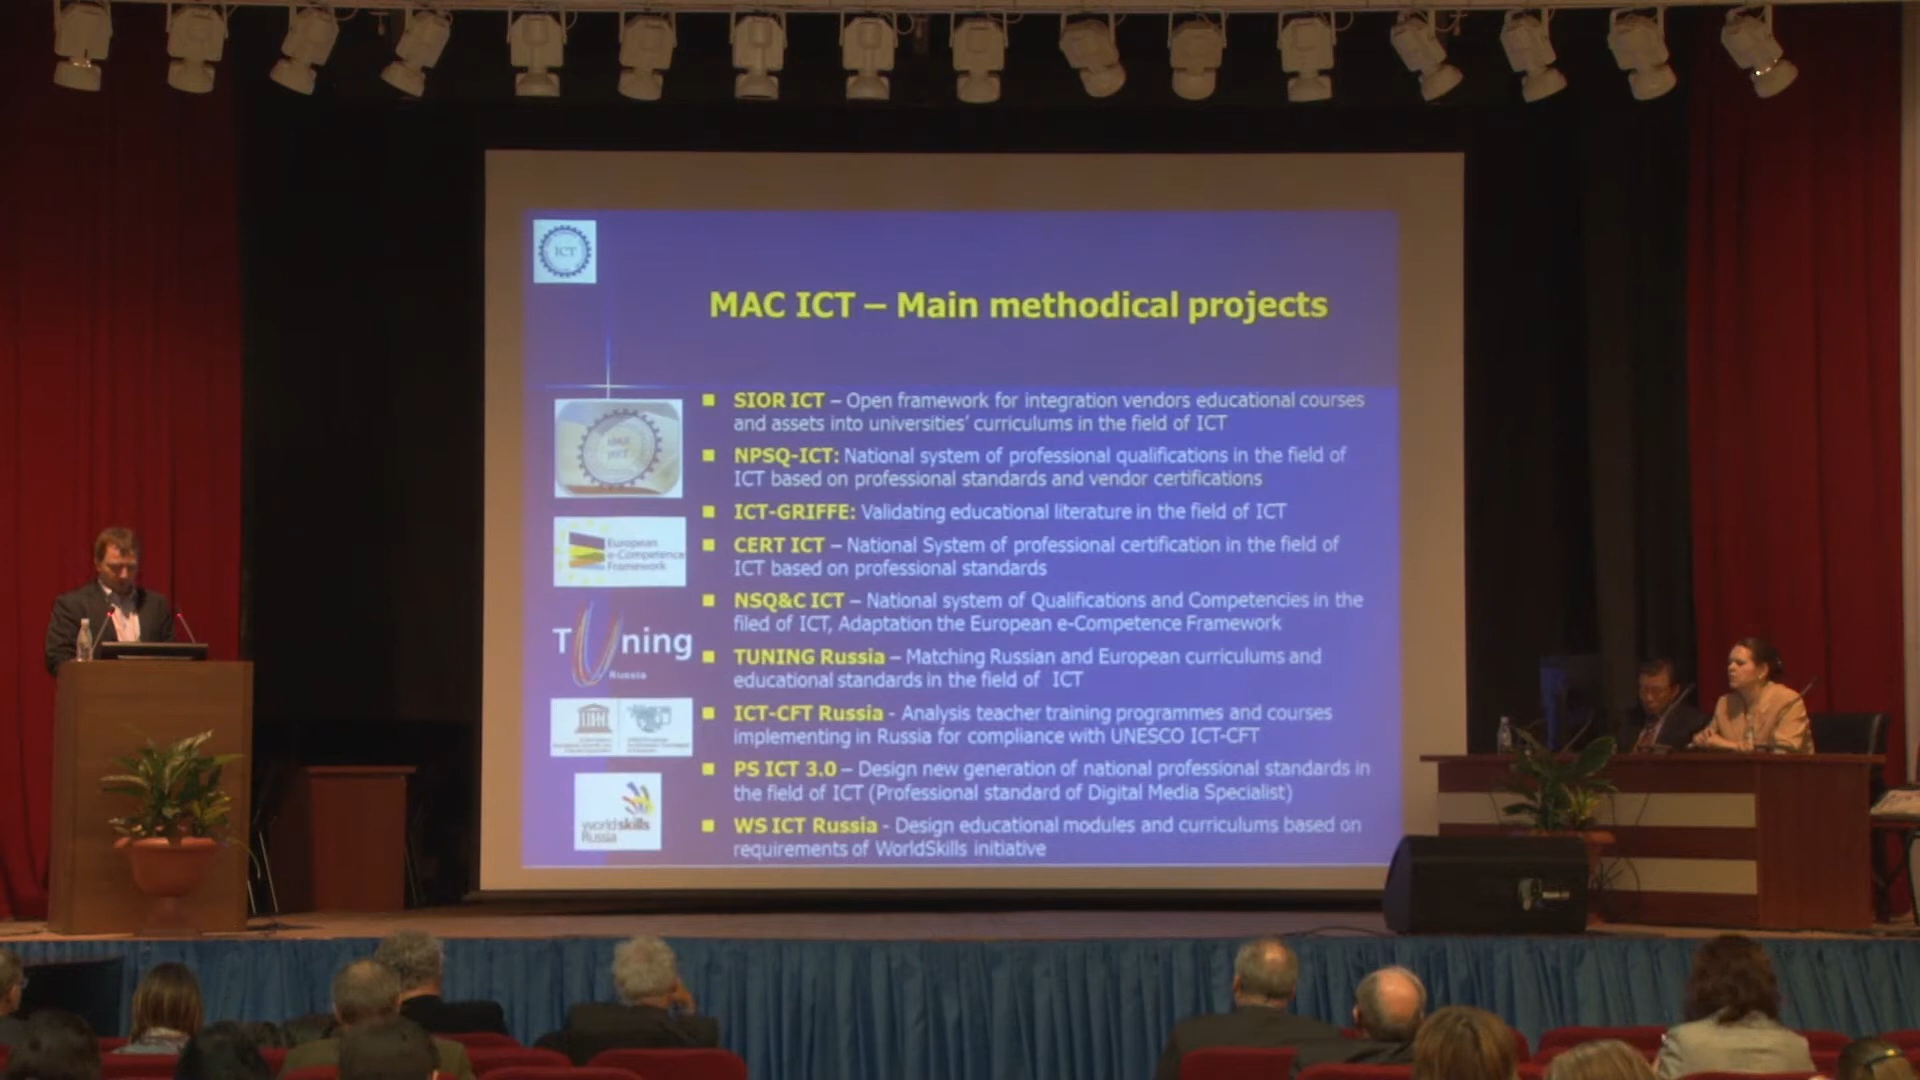 ICT
MAC ICT – Main methodical projects
■ SIOR ICT – Open framework for integration vendors educational courses
and assets into universities' curriculums in the field of ICT
■ NPSQ-ICT: National system of professional qualifications in the field of
ICT based on professional standards and vendor certifications
■ ICT-GRIFFE: Validating educational literature in the field of ICT
■ CERT ICT – National System of professional certification in the field of
ICT based on professional standards
■ NSQ&C ICT – National system of Qualifications and Competencies in the
filed of ICT, Adaptation the European e-Competence Framework
■ TUNING Russia – Matching Russian and European curriculums and
educational standards in the field of ICT
■ ICT-CFT Russia - Analysis teacher training programmes and courses
implementing in Russia for compliance with UNESCO ICT-CFT
■ PS ICT 3.0 – Design new generation of national professional standards in
the field of ICT (Professional standard of Digital Media Specialist)
■ WS ICT Russia - Design educational modules and curriculums based on
requirements of WorldSkills initiative
European
e-Competence
Framework
Tuning
Russia
worldskills
Russia